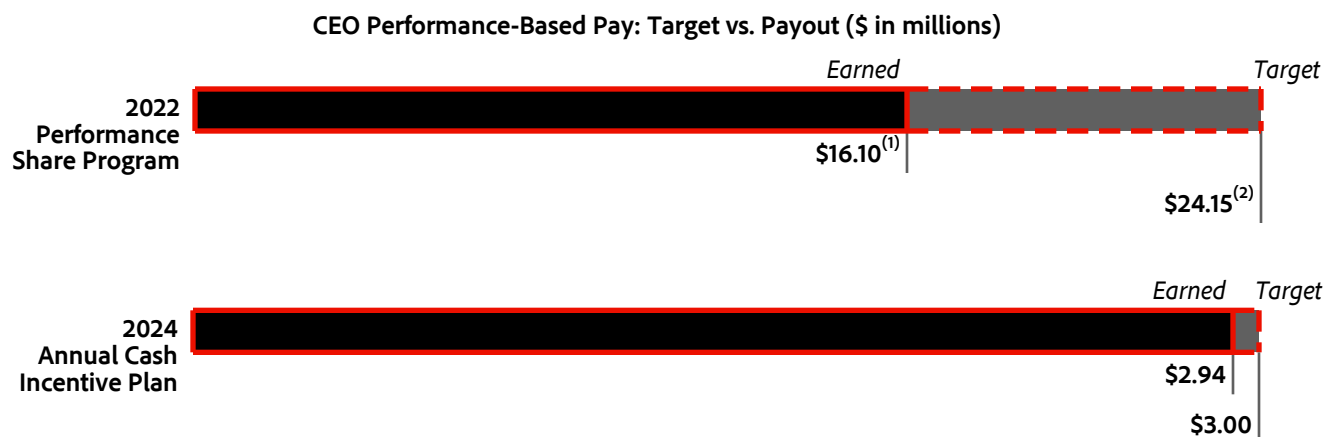 CEO Performance-Based Pay: Target vs. Payout ($ in millions)
Earned Target
2022
Performance
Share Program
$16.10(1)
$24.15(2)
Earned Target
2024
Annual Cash
Incentive Plan
$2.94
$3.00